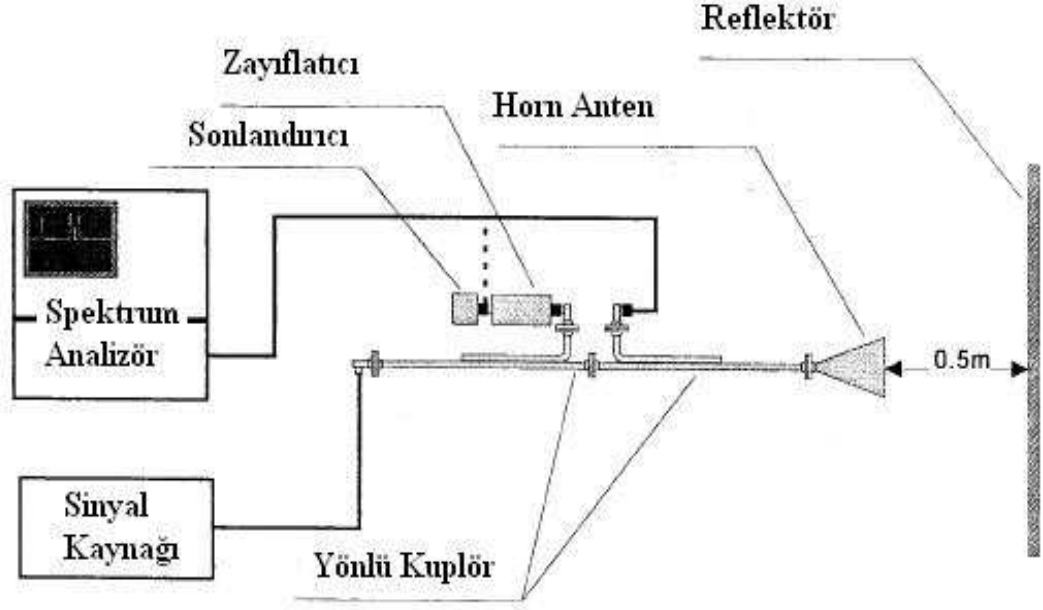 Reflektör
Zayıflatıcı
Horn Anten
Sonlandırıcı
Spektrum
Analizör
0.5m
Sinyal
Kaynağı
Yönlü Kuplör